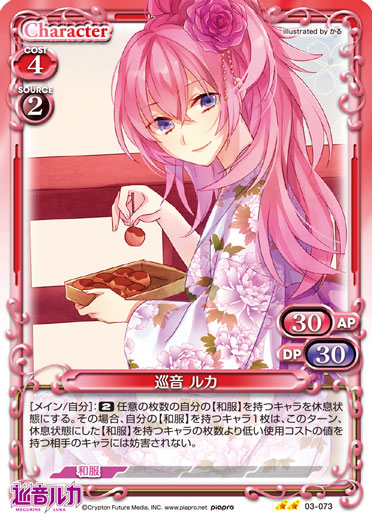 Character
illustrated by かる
COST
4
SOURCE
2
30 AP
DP 30
巡音 ルカ
[メイン/自分]:2 任意の枚数の自分の【和服】を持つキャラを休息状
態にする。その場合、自分の【和服】を持つキャラ1枚は、このターン、
休息状態にした【和服】を持つキャラの枚数より低い使用コストの値を
持つ相手のキャラには妨害されない。
和服
巡音ルカ
MEGURINE LUKA
©Crypton Future Media, INC. www.piapro.net piapro
03-073